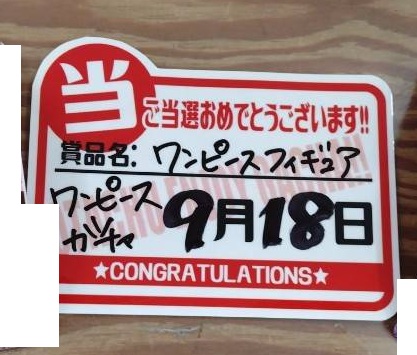 当
ご当選おめでとうございます!!
賞品名: ワンピースフィギュア
ワンピース
ガチャ
9月18日
★CONGRATULATIONS★